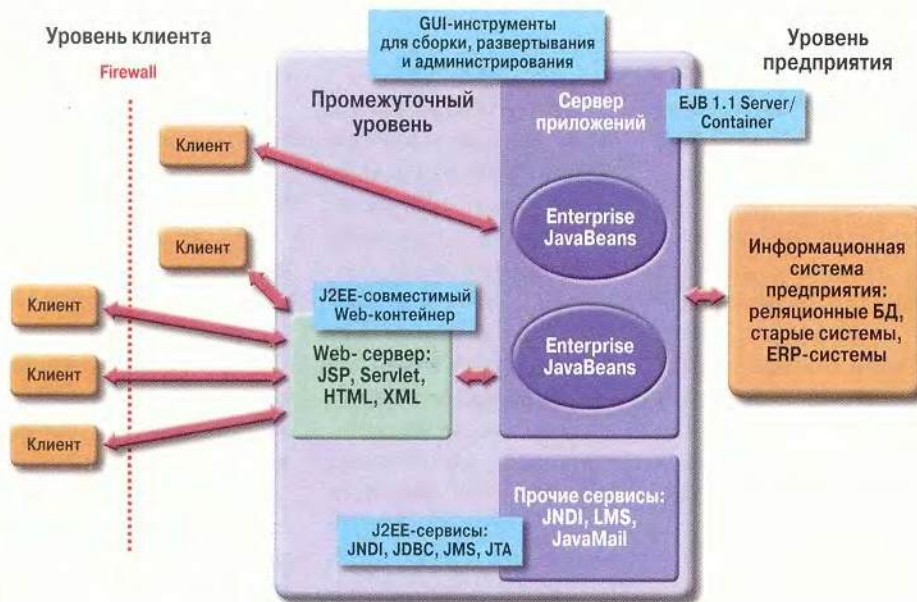 GUI-инструменты
для сборки, развертывания
и администрирования
Уровень клиента
Firewall
Уровень
предприятия
Промежуточный
уровень
Сервер
приложений
EJB 1.1 Server/
Container
Клиент
Клиент
Клиент
Клиент
Клиент
Enterprise
JavaBeans
J2EE-совместимый
Web-контейнер
Web- сервер:
JSP, Servlet,
HTML, XML
Enterprise
JavaBeans
Информационная
система
предприятия:
реляционные БД,
старые системы,
ERP-системы
Прочие сервисы:
JNDI, LMS,
JavaMail
J2EE-сервисы:
JNDI, JDBC, JMS, JTA